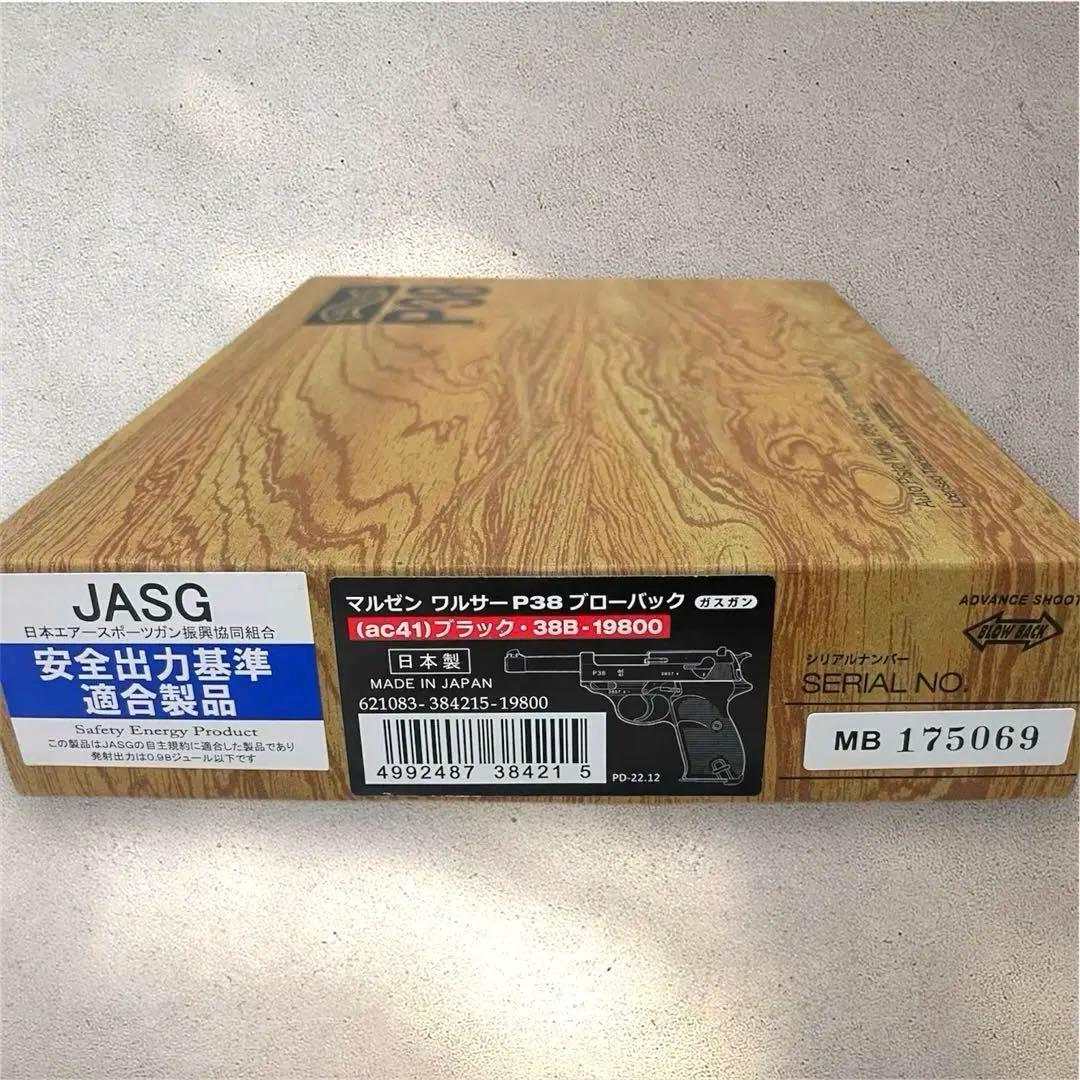 P38
JASG
日本エアースポーツガン振興協同組合
安全出力基準
適合製品
Safety Energy Product
この製品はJASGの自主規約に適合した製品であり
発射出力は0.98ジュール以下です
マルゼン ワルサーP38 ブローバック ガスガン
(ac41)ブラック・38B-19800
日本製
MADE IN JAPAN
621083-384215-19800
4992487 384215
P38
PD-22.12
ADVANCE SHOOT
BLOW BACK
シリアルナンバー
SERIAL NO.
MB 175069